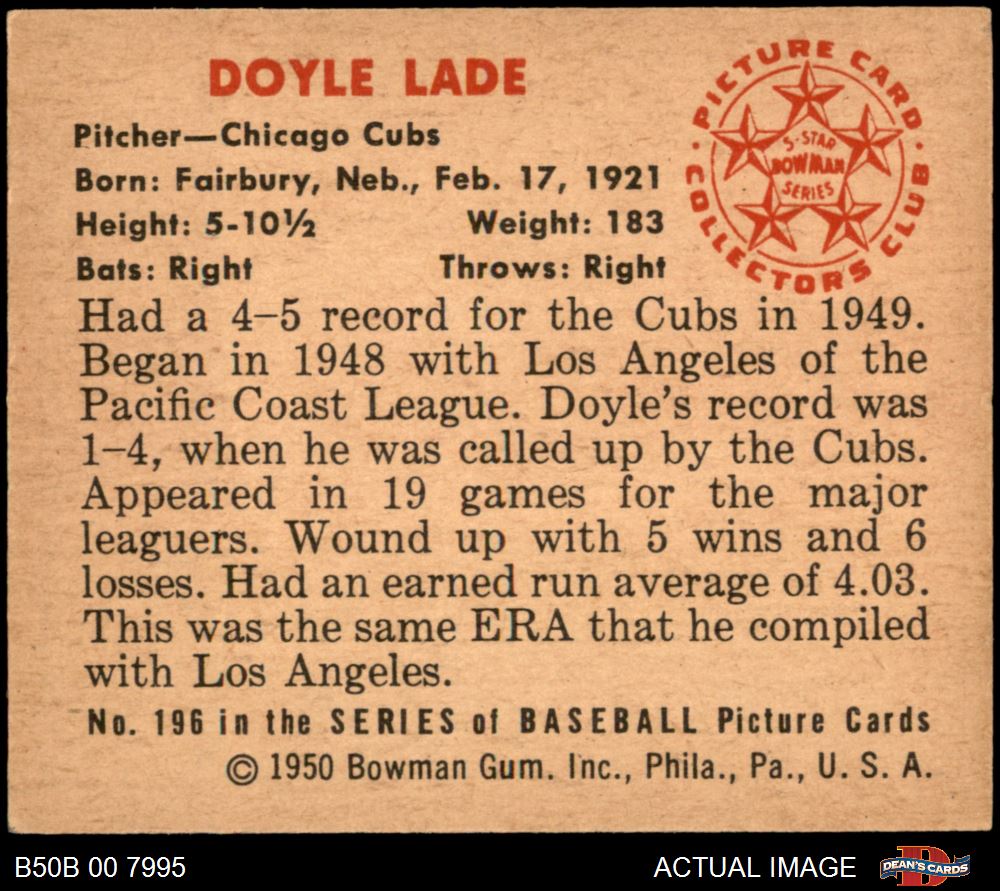 DOYLE LADE
Pitcher—Chicago Cubs
Born: Fairbury, Neb., Feb. 17, 1921
Height: 5-10½ Weight: 183
Bats: Right Throws: Right
PICTURE CARD
COLLECTORS CLUB
5-STAR
BOWMAN
SERIES
Had a 4–5 record for the Cubs in 1949.
Began in 1948 with Los Angeles of the
Pacific Coast League. Doyle's record was
1–4, when he was called up by the Cubs.
Appeared in 19 games for the major
leaguers. Wound up with 5 wins and 6
losses. Had an earned run average of 4.03.
This was the same ERA that he compiled
with Los Angeles.
No. 196 in the SERIES of BASEBALL Picture Cards
© 1950 Bowman Gum. Inc., Phila., Pa., U. S. A.
B50B 00 7995
ACTUAL IMAGE
D
DEAN'S CARDS